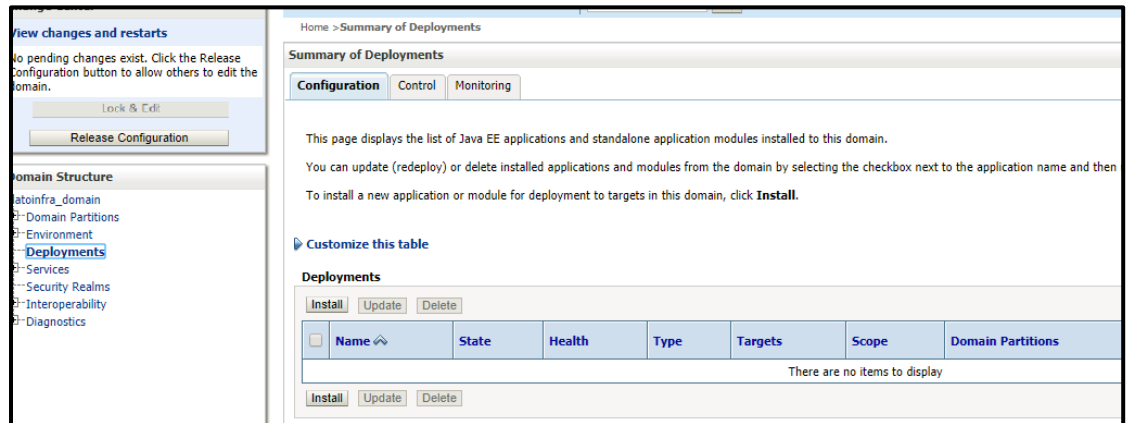 View changes and restarts
No pending changes exist. Click the Release
Configuration button to allow others to edit the
domain.
Lock & Edit
Release Configuration
Domain Structure
latoinfra_domain
Domain Partitions
Environment
Deployments
Services
Security Realms
Interoperability
Diagnostics
Home >Summary of Deployments
Summary of Deployments
Configuration Control Monitoring
This page displays the list of Java EE applications and standalone application modules installed to this domain.
You can update (redeploy) or delete installed applications and modules from the domain by selecting the checkbox next to the application name and then
To install a new application or module for deployment to targets in this domain, click Install.
Customize this table
Deployments
Install Update Delete
Name State Health Type Targets Scope Domain Partitions
There are no items to display
Install Update Delete